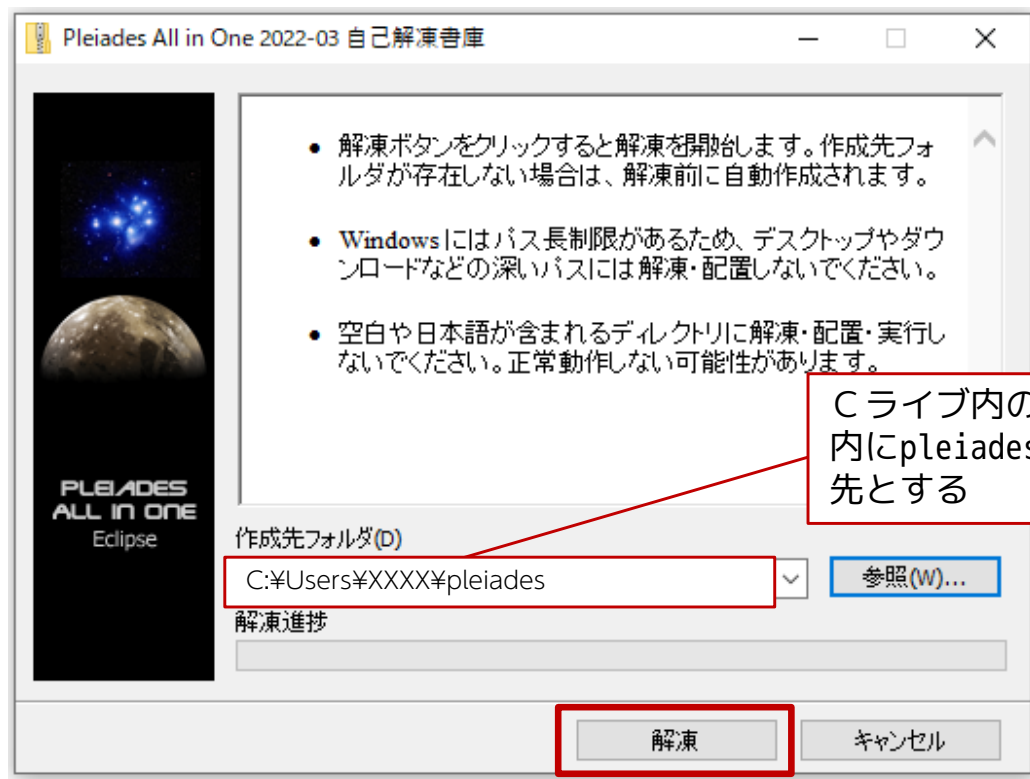 Pleiades All in One 2022-03 自己解凍書庫
• 解凍ボタンをクリックすると解凍を開始します。作成先フォ
ルダが存在しない場合は、解凍前に自動作成されます。
• Windowsにはパス長制限があるため、デスクトップやダウ
ンロードなどの深いパスには解凍・配置しないでください。
• 空白や日本語が含まれるディレクトリに解凍・配置・実行し
ないでください。正常動作しない可能性があります。
Cライブ内の
内にpleiades
先とする
PLEIADES
ALL IN ONE
Eclipse
作成先フォルダ(D)
C:¥Users¥XXXX¥pleiades
参照(W)...
解凍進捗
解凍
キャンセル